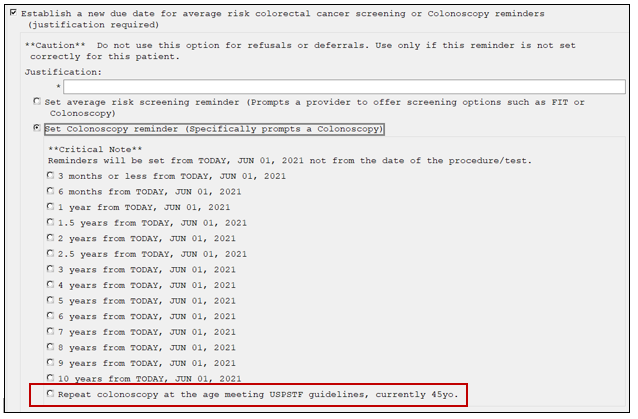 Establish a new due date for average risk colorectal cancer screening or Colonoscopy reminders
(justification required)
**Caution** Do not use this option for refusals or deferrals. Use only if this reminder is not set
correctly for this patient.
Justification:
*
Set average risk screening reminder (Prompts a provider to offer screening options such as FIT or
Colonoscopy)
Set Colonoscopy reminder (Specifically prompts a Colonoscopy)
**Critical Note**
Reminders will be set from TODAY, JUN 01, 2021 not from the date of the procedure/test.
3 months or less from TODAY, JUN 01, 2021
6 months from TODAY, JUN 01, 2021
1 year from TODAY, JUN 01, 2021
1.5 years from TODAY, JUN 01, 2021
2 years from TODAY, JUN 01, 2021
2.5 years from TODAY, JUN 01, 2021
3 years from TODAY, JUN 01, 2021
4 years from TODAY, JUN 01, 2021
5 years from TODAY, JUN 01, 2021
6 years from TODAY, JUN 01, 2021
7 years from TODAY, JUN 01, 2021
8 years from TODAY, JUN 01, 2021
9 years from TODAY, JUN 01, 2021
10 years from TODAY, JUN 01, 2021
Repeat colonoscopy at the age meeting USPSTF guidelines, currently 45yo.